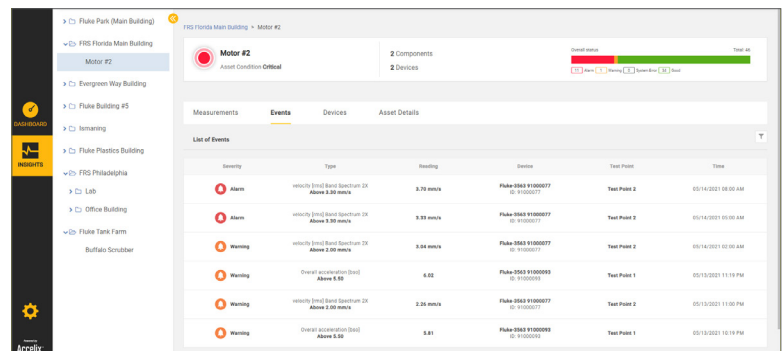 DASHBOARD
INSIGHTS
Powered by
Accelix
Fluke Park (Main Building)
FRS Florida Main Building
Motor #2
Evergreen Way Building
Fluke Building #5
Ismaning
Fluke Plastics Building
FRS Philadelphia
Lab
Office Building
Fluke Tank Farm
Buffalo Scrubber
FRS Florida Main Building > Motor #2
Motor #2
Asset Condition Critical
2 Components
2 Devices
Overall status Total: 46
11 Alarm 1 Warning 0 System Error 34 Good
Measurements Events Devices Asset Details
List of Events
Severity Type Reading Device Test Point Time
Alarm velocity [rms] Band Spectrum 2X 3.70 mm/s Fluke-3563 91000077 Test Point 2 05/14/2021 08:00 AM
Above 3.30 mm/s ID: 91000077
Alarm velocity [rms] Band Spectrum 2X Fluke-3563 91000077 Test Point 2 05/14/2021 05:00 AM
Above 3.30 mm/s ID: 91000077
Warning velocity [rms] Band Spectrum 2X 3.04 mm/s Fluke-3563 91000077 Test Point 2 05/14/2021 02:00 AM
Above 2.00 mm/s ID: 91000077
Warning Overall acceleration 6.02 Fluke-3563 91000093 Test Point 1 05/13/2021 11:19 PM
Above 5.50 ID: 91000093
Warning velocity [rms] Band Spectrum 2X 2.26 mm/s Fluke-3563 91000077 Test Point 2 05/13/2021 11:00 PM
Above 2.00 mm/s ID: 91000077
Warning Overall acceleration 5.81 Fluke-3563 91000093 Test Point 1 05/13/2021 10:19 PM
Above 5.50 ID: 91000093